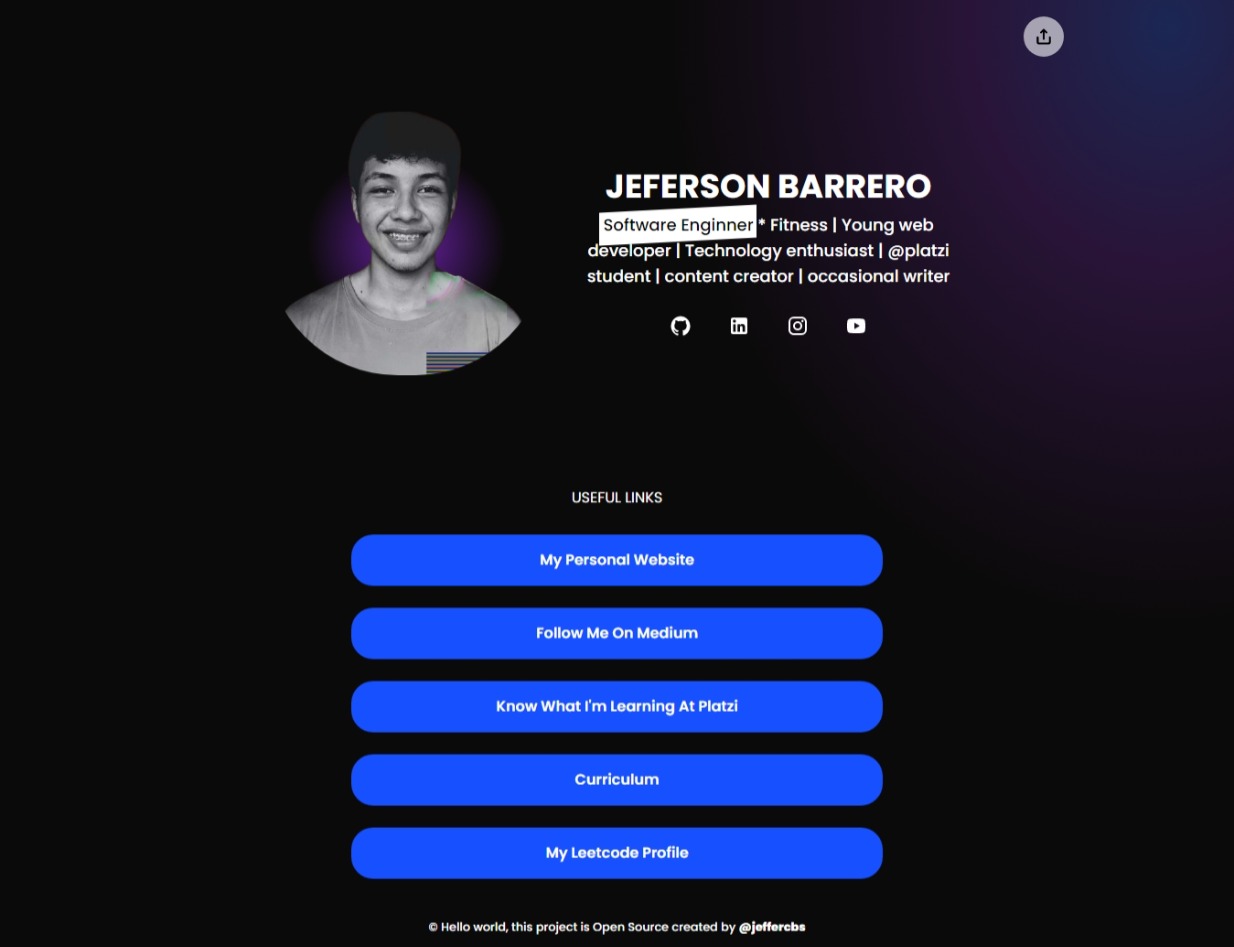 JEFERSON BARRERO
Software Enginner * Fitness | Young web
developer | Technology enthusiast | @platzi
student | content creator | occasional writer
USEFUL LINKS
My Personal Website
Follow Me On Medium
Know What I'm Learning At Platzi
Curriculum
My Leetcode Profile
© Hello world, this project is Open Source created by @jeffercbs